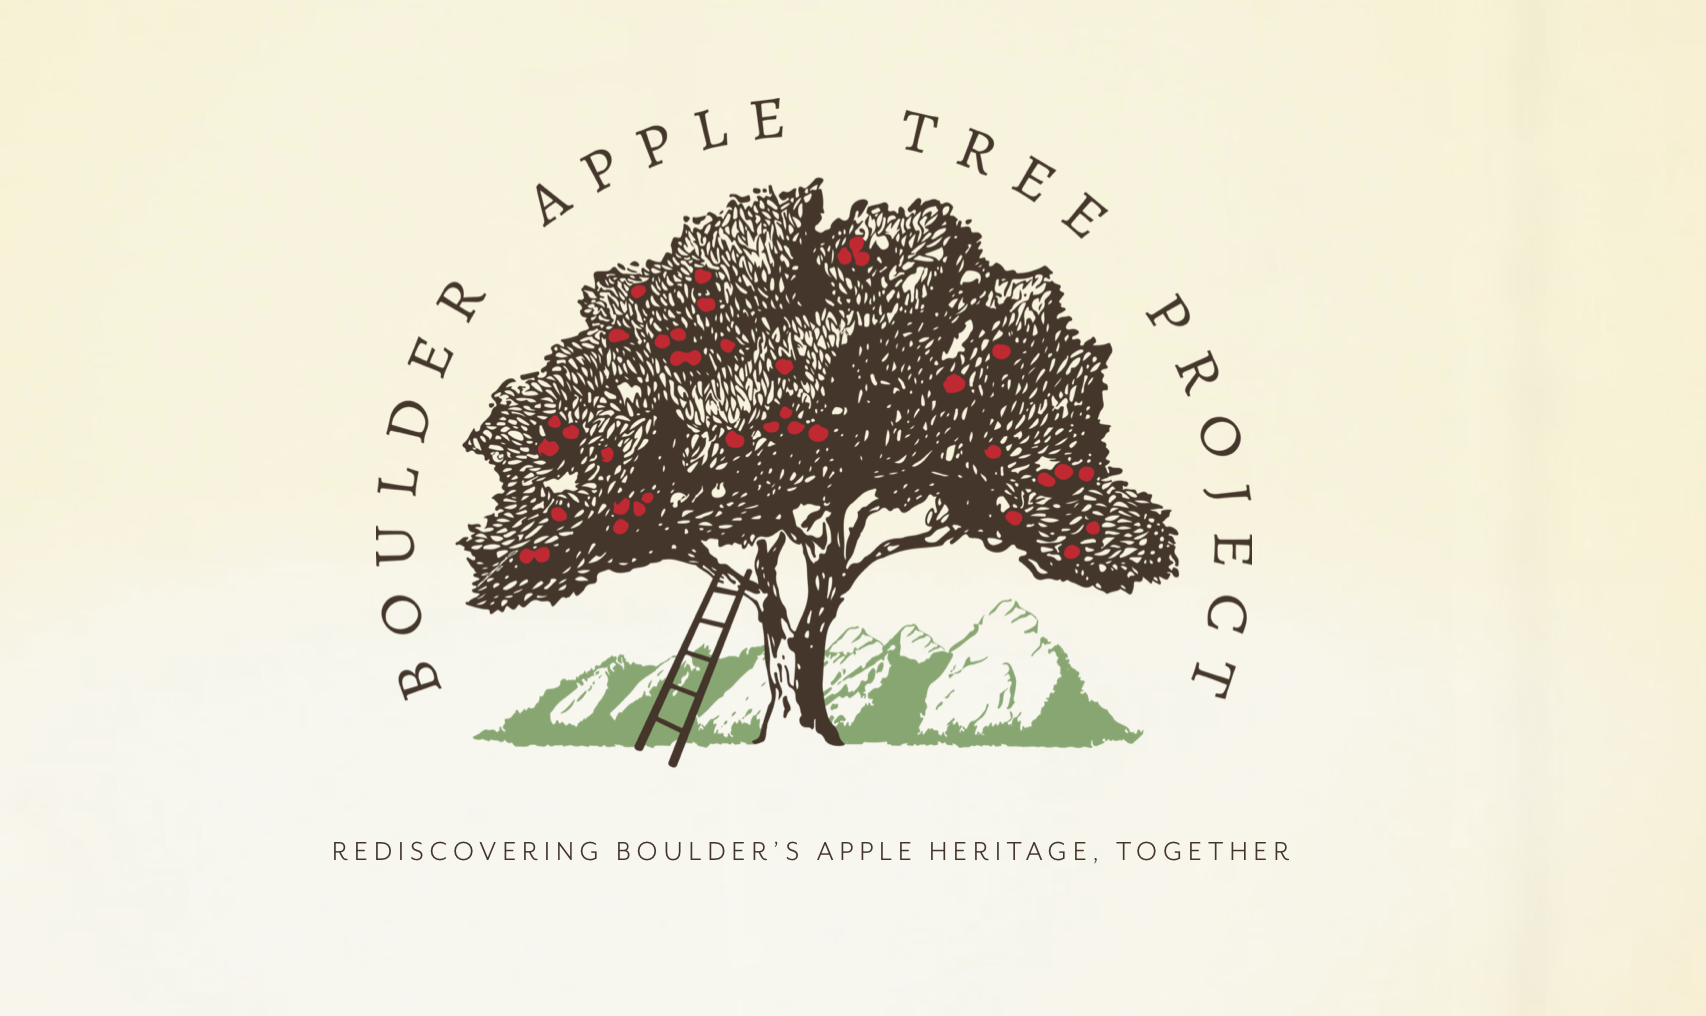 BOULDER APPLE TREE PROJECT
REDISCOVERING BOULDER’S APPLE HERITAGE, TOGETHER